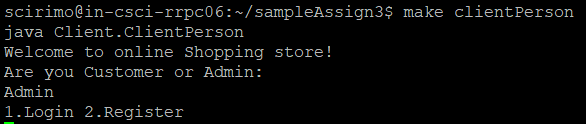 scirimo@in-csci-rrpc06:~/sampleAssign3$ make clientPerson
java Client.ClientPerson
Welcome to online Shopping store!
Are you Customer or Admin:
Admin
1.Login 2.Register